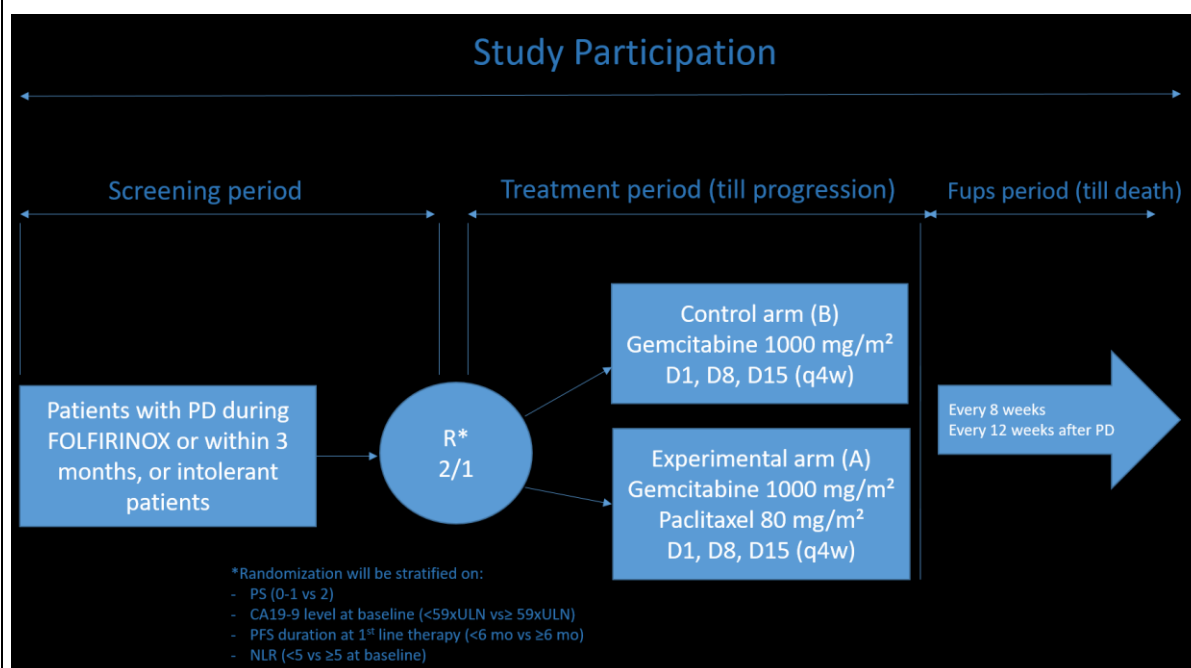 Study Participation
Screening period
Treatment period (till progression)
Fups period (till death)
Patients with PD during
FOLFIRINOX or within 3
months, or intolerant
patients
R*
2/1
Control arm (B)
Gemcitabine 1000 mg/m²
D1, D8, D15 (q4w)
Experimental arm (A)
Gemcitabine 1000 mg/m²
Paclitaxel 80 mg/m²
D1, D8, D15 (q4w)
Every 8 weeks
Every 12 weeks after PD
*Randomization will be stratified on:
- PS (0-1 vs 2)
- CA19-9 level at baseline (<59xULN vs≥ 59xULN)
- PFS duration at 1st line therapy (<6 mo vs ≥6 mo)
- NLR (<5 vs ≥5 at baseline)